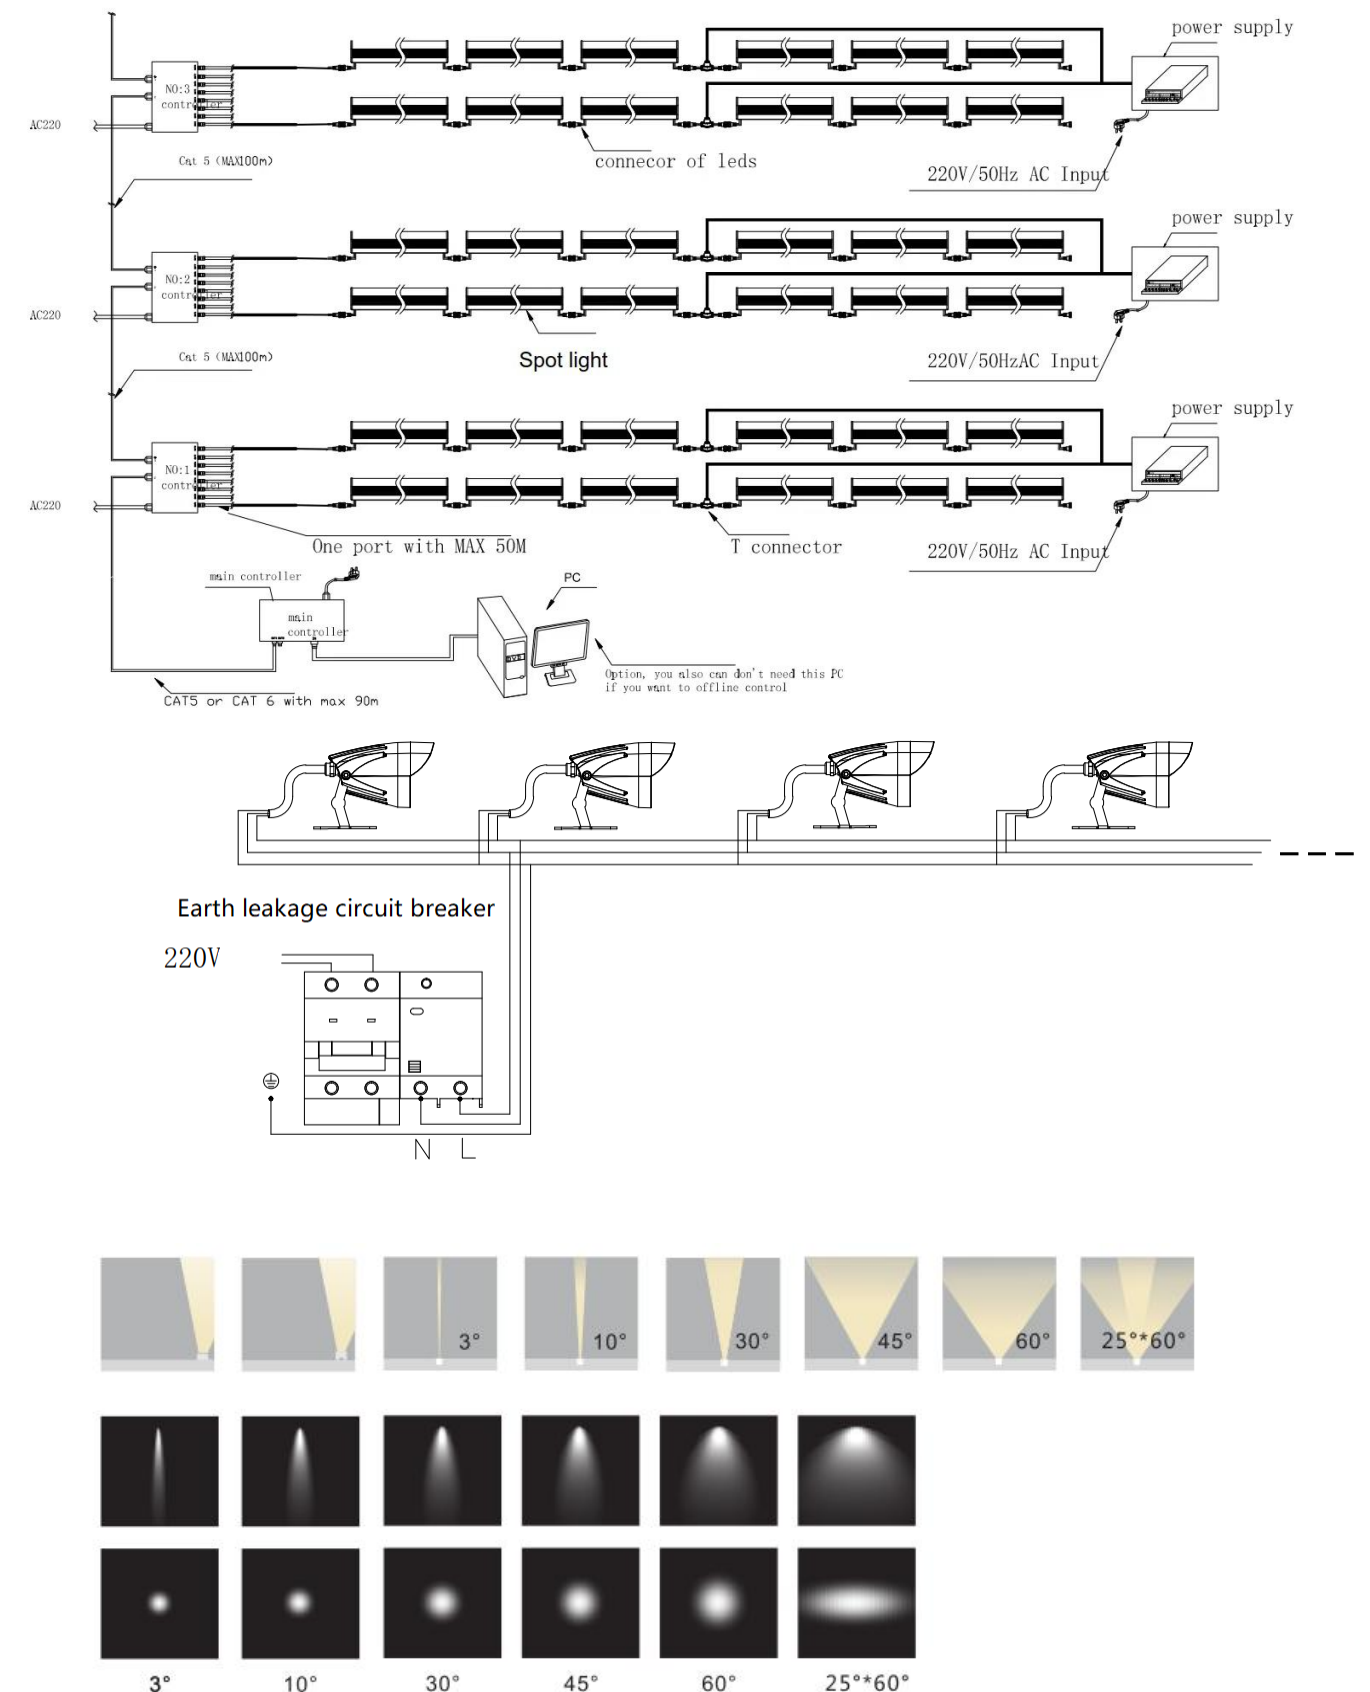 power supply
NO:3
controller
AC220
Cat 5 (MAX100m)
connecor of leds
220V/50Hz AC Input
power supply
NO:2
controller
AC220
Cat 5 (MAX100m)
Spot light
220V/50HzAC Input
power supply
NO:1
controller
AC220
One port with MAX 50M
T connector
220V/50Hz AC Input
main controller
PC
main
controller
DVD
Option, you also can don't need this PC
if you want to offline control
CAT5 or CAT 6 with max 90m
Earth leakage circuit breaker
220V
N L
3° 10° 30° 45° 60° 25°*60°
3° 10° 30° 45° 60° 25°*60°